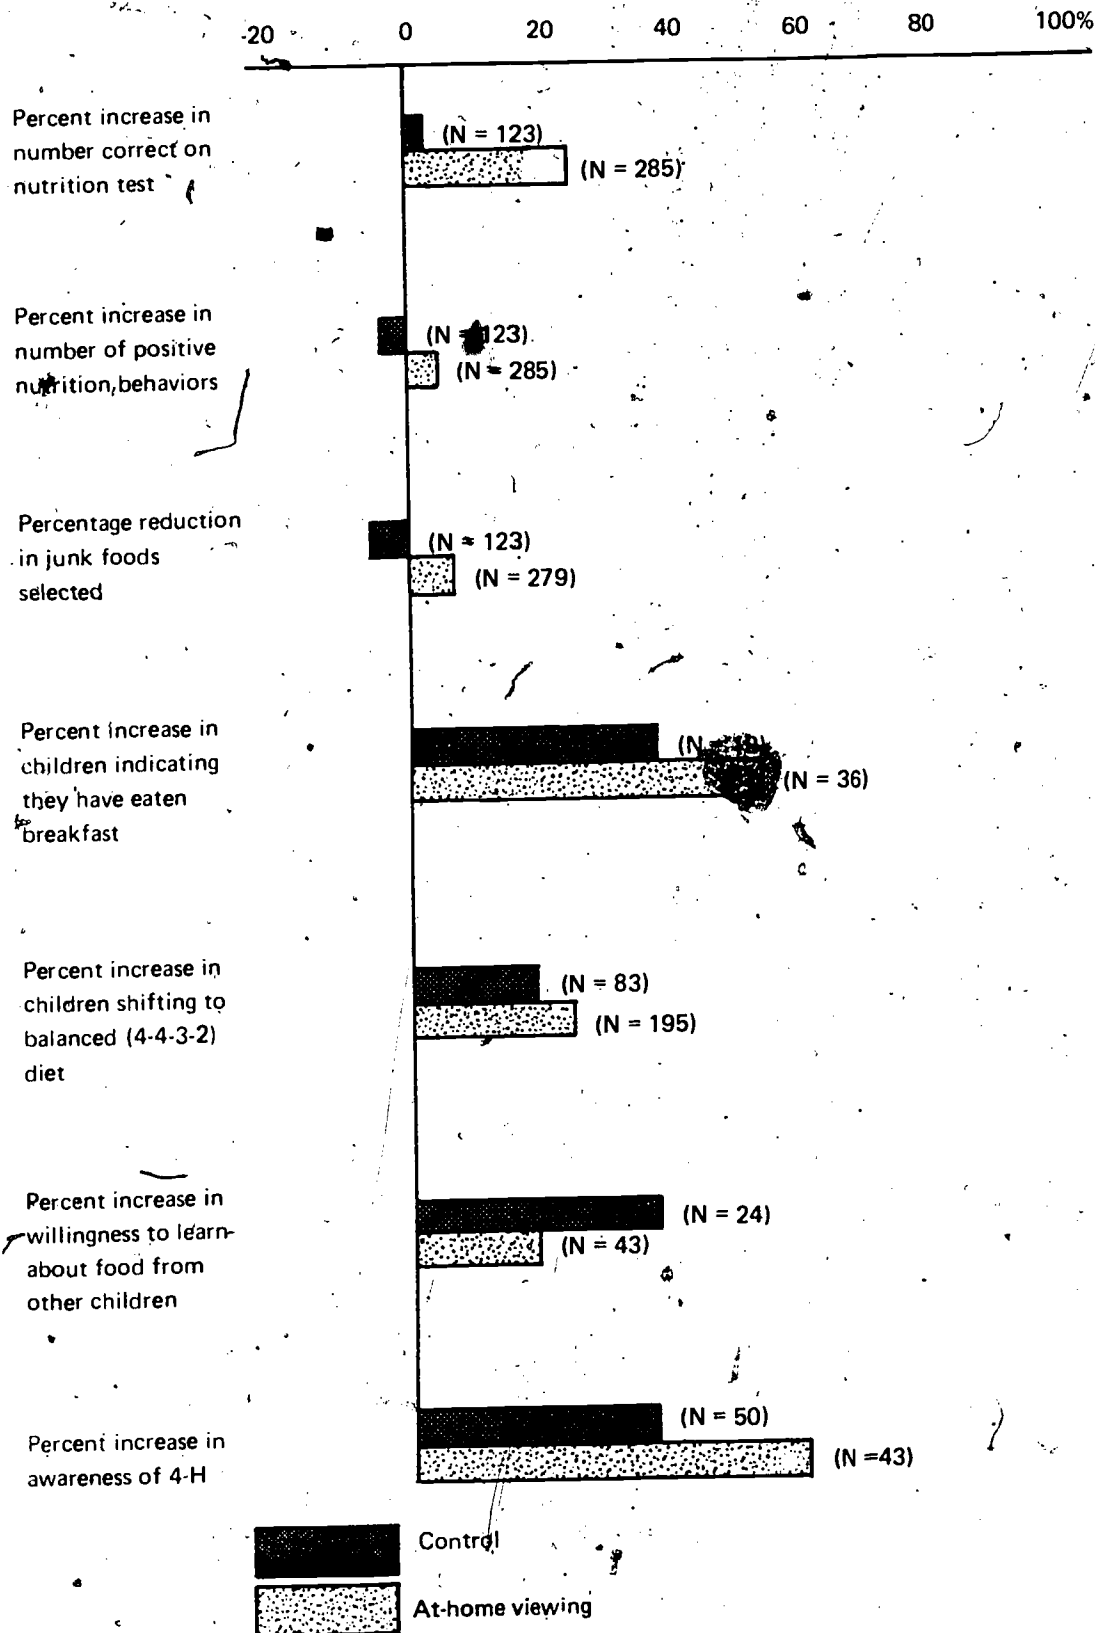 -20 0 20 40 60 80 100%
Percent increase in
number correct on
nutrition test
(N = 123)
(N = 285)
Percent increase in
number of positive
nutrition behaviors
(N = 123)
(N = 285)
Percentage reduction
in junk foods
selected
(N = 123)
(N = 279)
Percent increase in
children indicating
they have eaten
breakfast
(N =
(N = 36)
Percent increase in
children shifting to
balanced (4-4-3-2)
diet
(N = 83)
(N = 195)
Percent increase in
willingness to learn
about food from
other children
(N = 24)
(N = 43)
Percent increase in
awareness of 4-H
(N = 50)
(N =43)
Control
At-home viewing